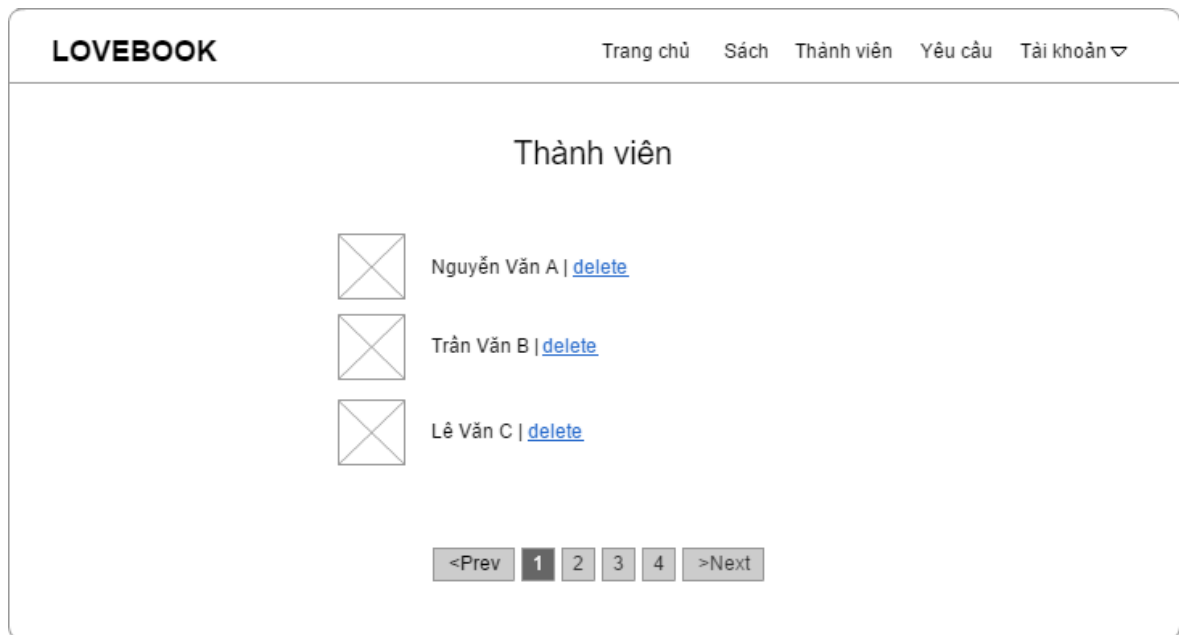 LOVEBOOK Trang chủ Sách Thành viên Yêu cầu Tài khoản
Thành viên
Nguyễn Văn A | delete
Trần Văn B | delete
Lê Văn C | delete
<Prev 1 2 3 4 >Next